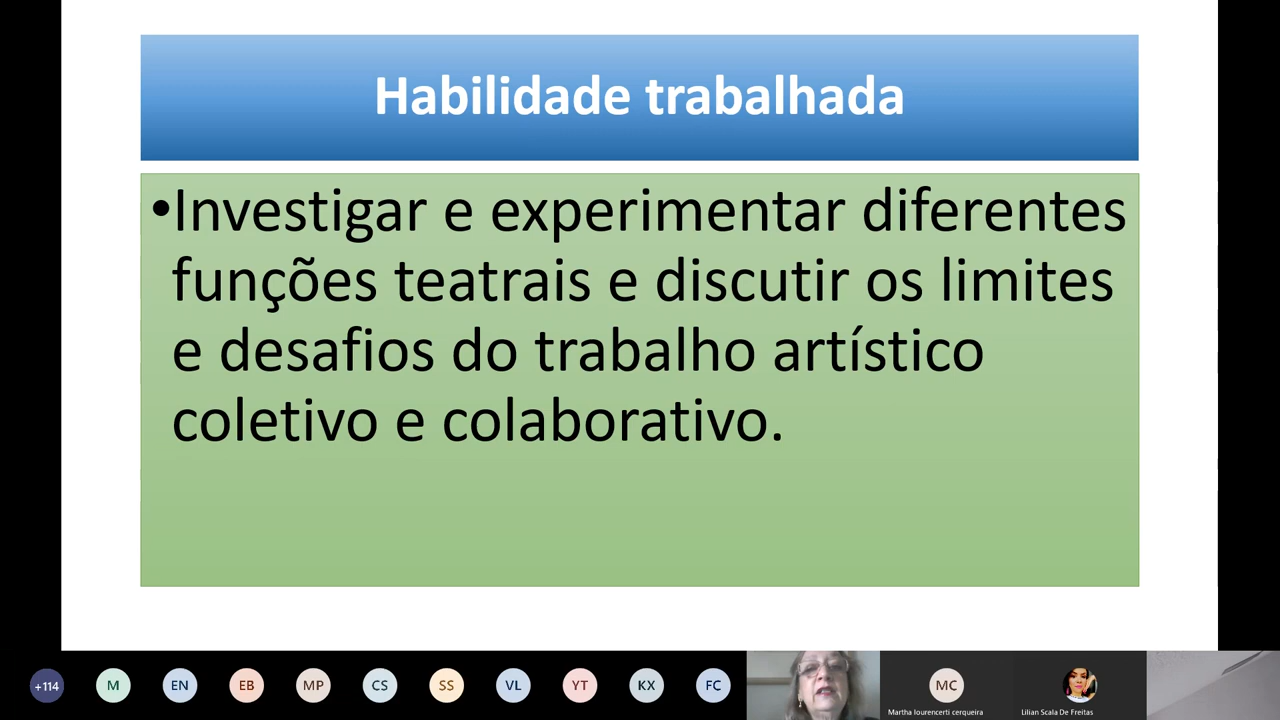 Habilidade trabalhada
•Investigar e experimentar diferentes
funções teatrais e discutir os limites
e desafios do trabalho artístico
coletivo e colaborativo.
+114 M EN EB MP CS SS VL YT KX FC MC
Martha lourencerti cerqueira Lilian Scala De Freitas